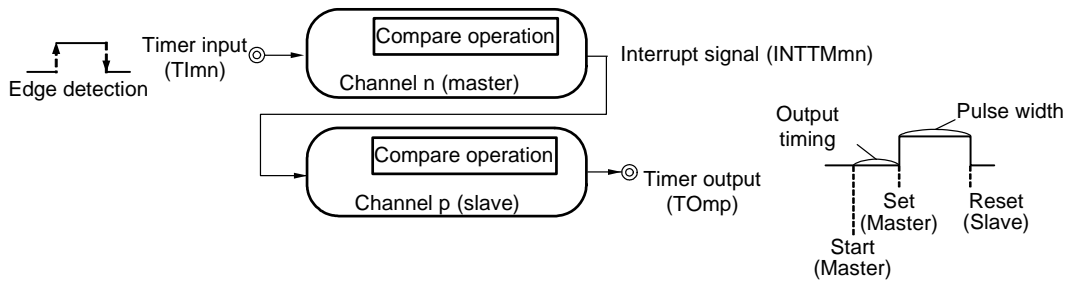 Compare operation
Timer input
(TImn)
Edge detection
Channel n (master)
Interrupt signal (INTTMmn)
Compare operation
Channel p (slave)
Timer output
(TOmp)
Output
timing
Pulse width
Set
(Master)
Reset
(Slave)
Start
(Master)